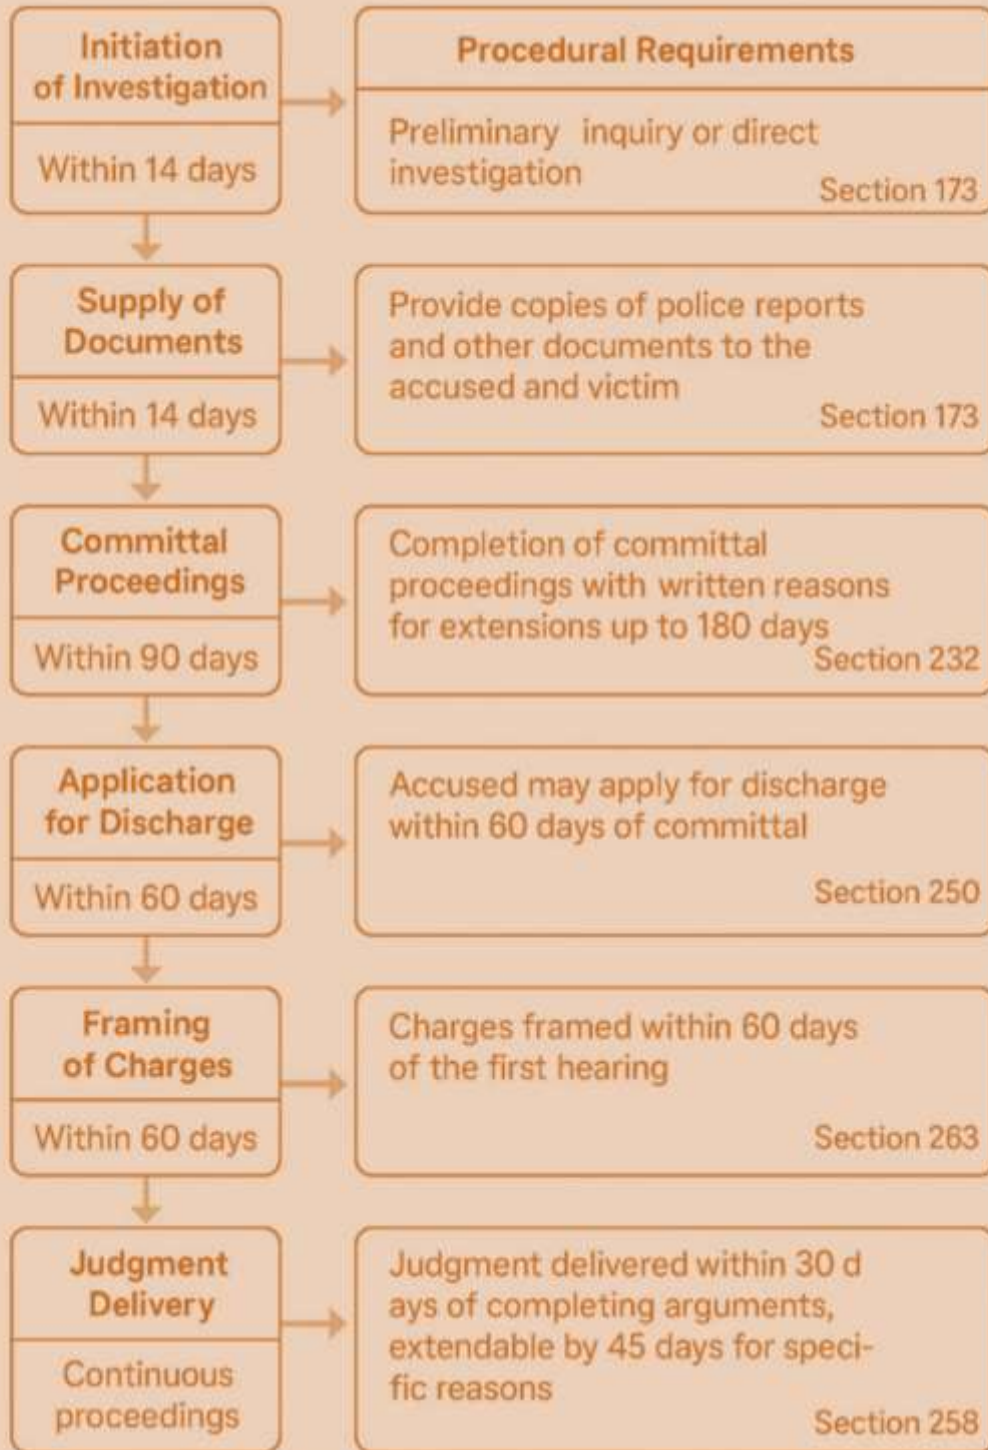 Initiation
of Investigation
Within 14 days
Procedural Requirements
Preliminary inquiry or direct
investigation
Section 173
Supply of
Documents
Within 14 days
Provide copies of police reports
and other documents to the
accused and victim
Section 173
Committal
Proceedings
Within 90 days
Completion of committal
proceedings with written reasons
for extensions up to 180 days
Section 232
Application
for Discharge
Within 60 days
Accused may apply for discharge
within 60 days of committal
Section 250
Framing
of Charges
Within 60 days
Charges framed within 60 days
of the first hearing
Section 263
Judgment
Delivery
Continuous
proceedings
Judgment delivered within 30 d
ays of completing arguments,
extendable by 45 days for speci-
fic reasons
Section 258